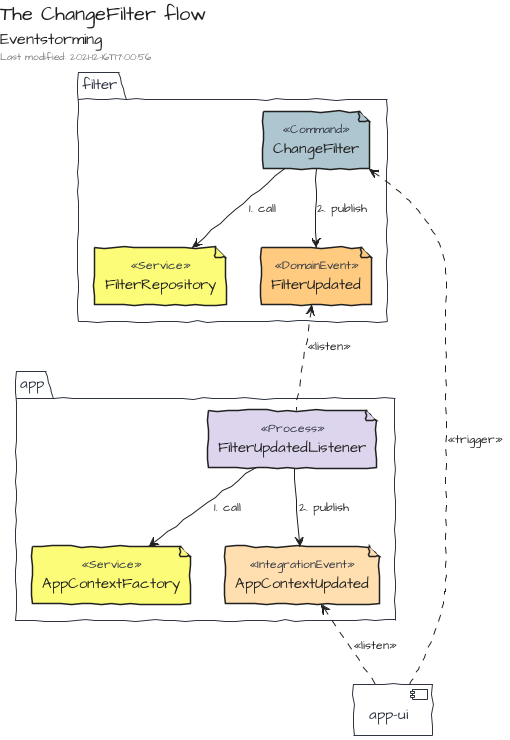 The ChangeFilter flow
Eventstorming
Last modified: 2021-12-16T17:00:56
filter
«Command»
ChangeFilter
1. call
2. publish
«Service»
FilterRepository
«DomainEvent»
FilterUpdated
«listen»
app
«Process»
FilterUpdatedListener
«trigger»
1. call
2. publish
«Service»
AppContextFactory
«IntegrationEvent»
AppContextUpdated
«listen»
app-ui